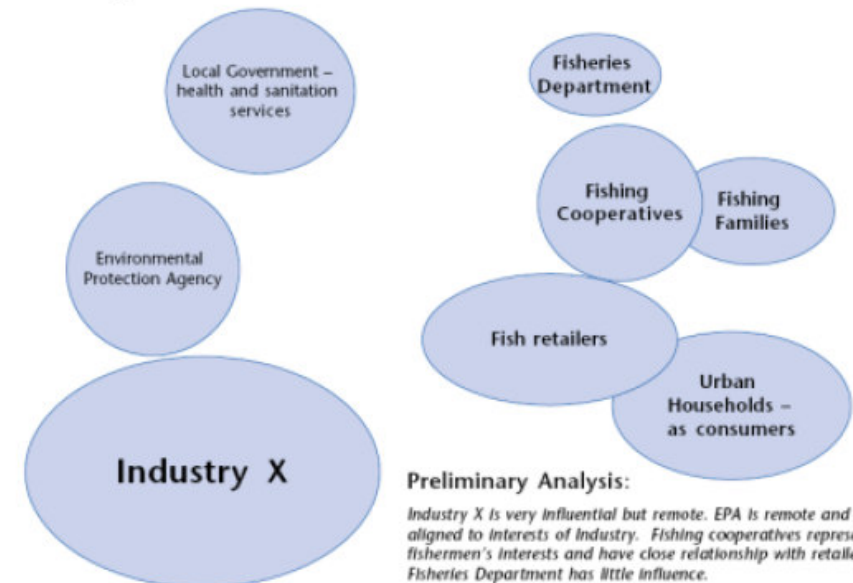 Local Government –
health and sanitation
services
Fisheries
Department
Fishing
Cooperatives
Fishing
Families
Environmental
Protection Agency
Fish retailers
Urban
Households –
as consumers
Industry X
Preliminary Analysis:
Industry X is very influential but remote. EPA is remote and
aligned to interests of Industry. Fishing cooperatives
fishermen's interests and have close relationship with
Fisheries Department has little influence.